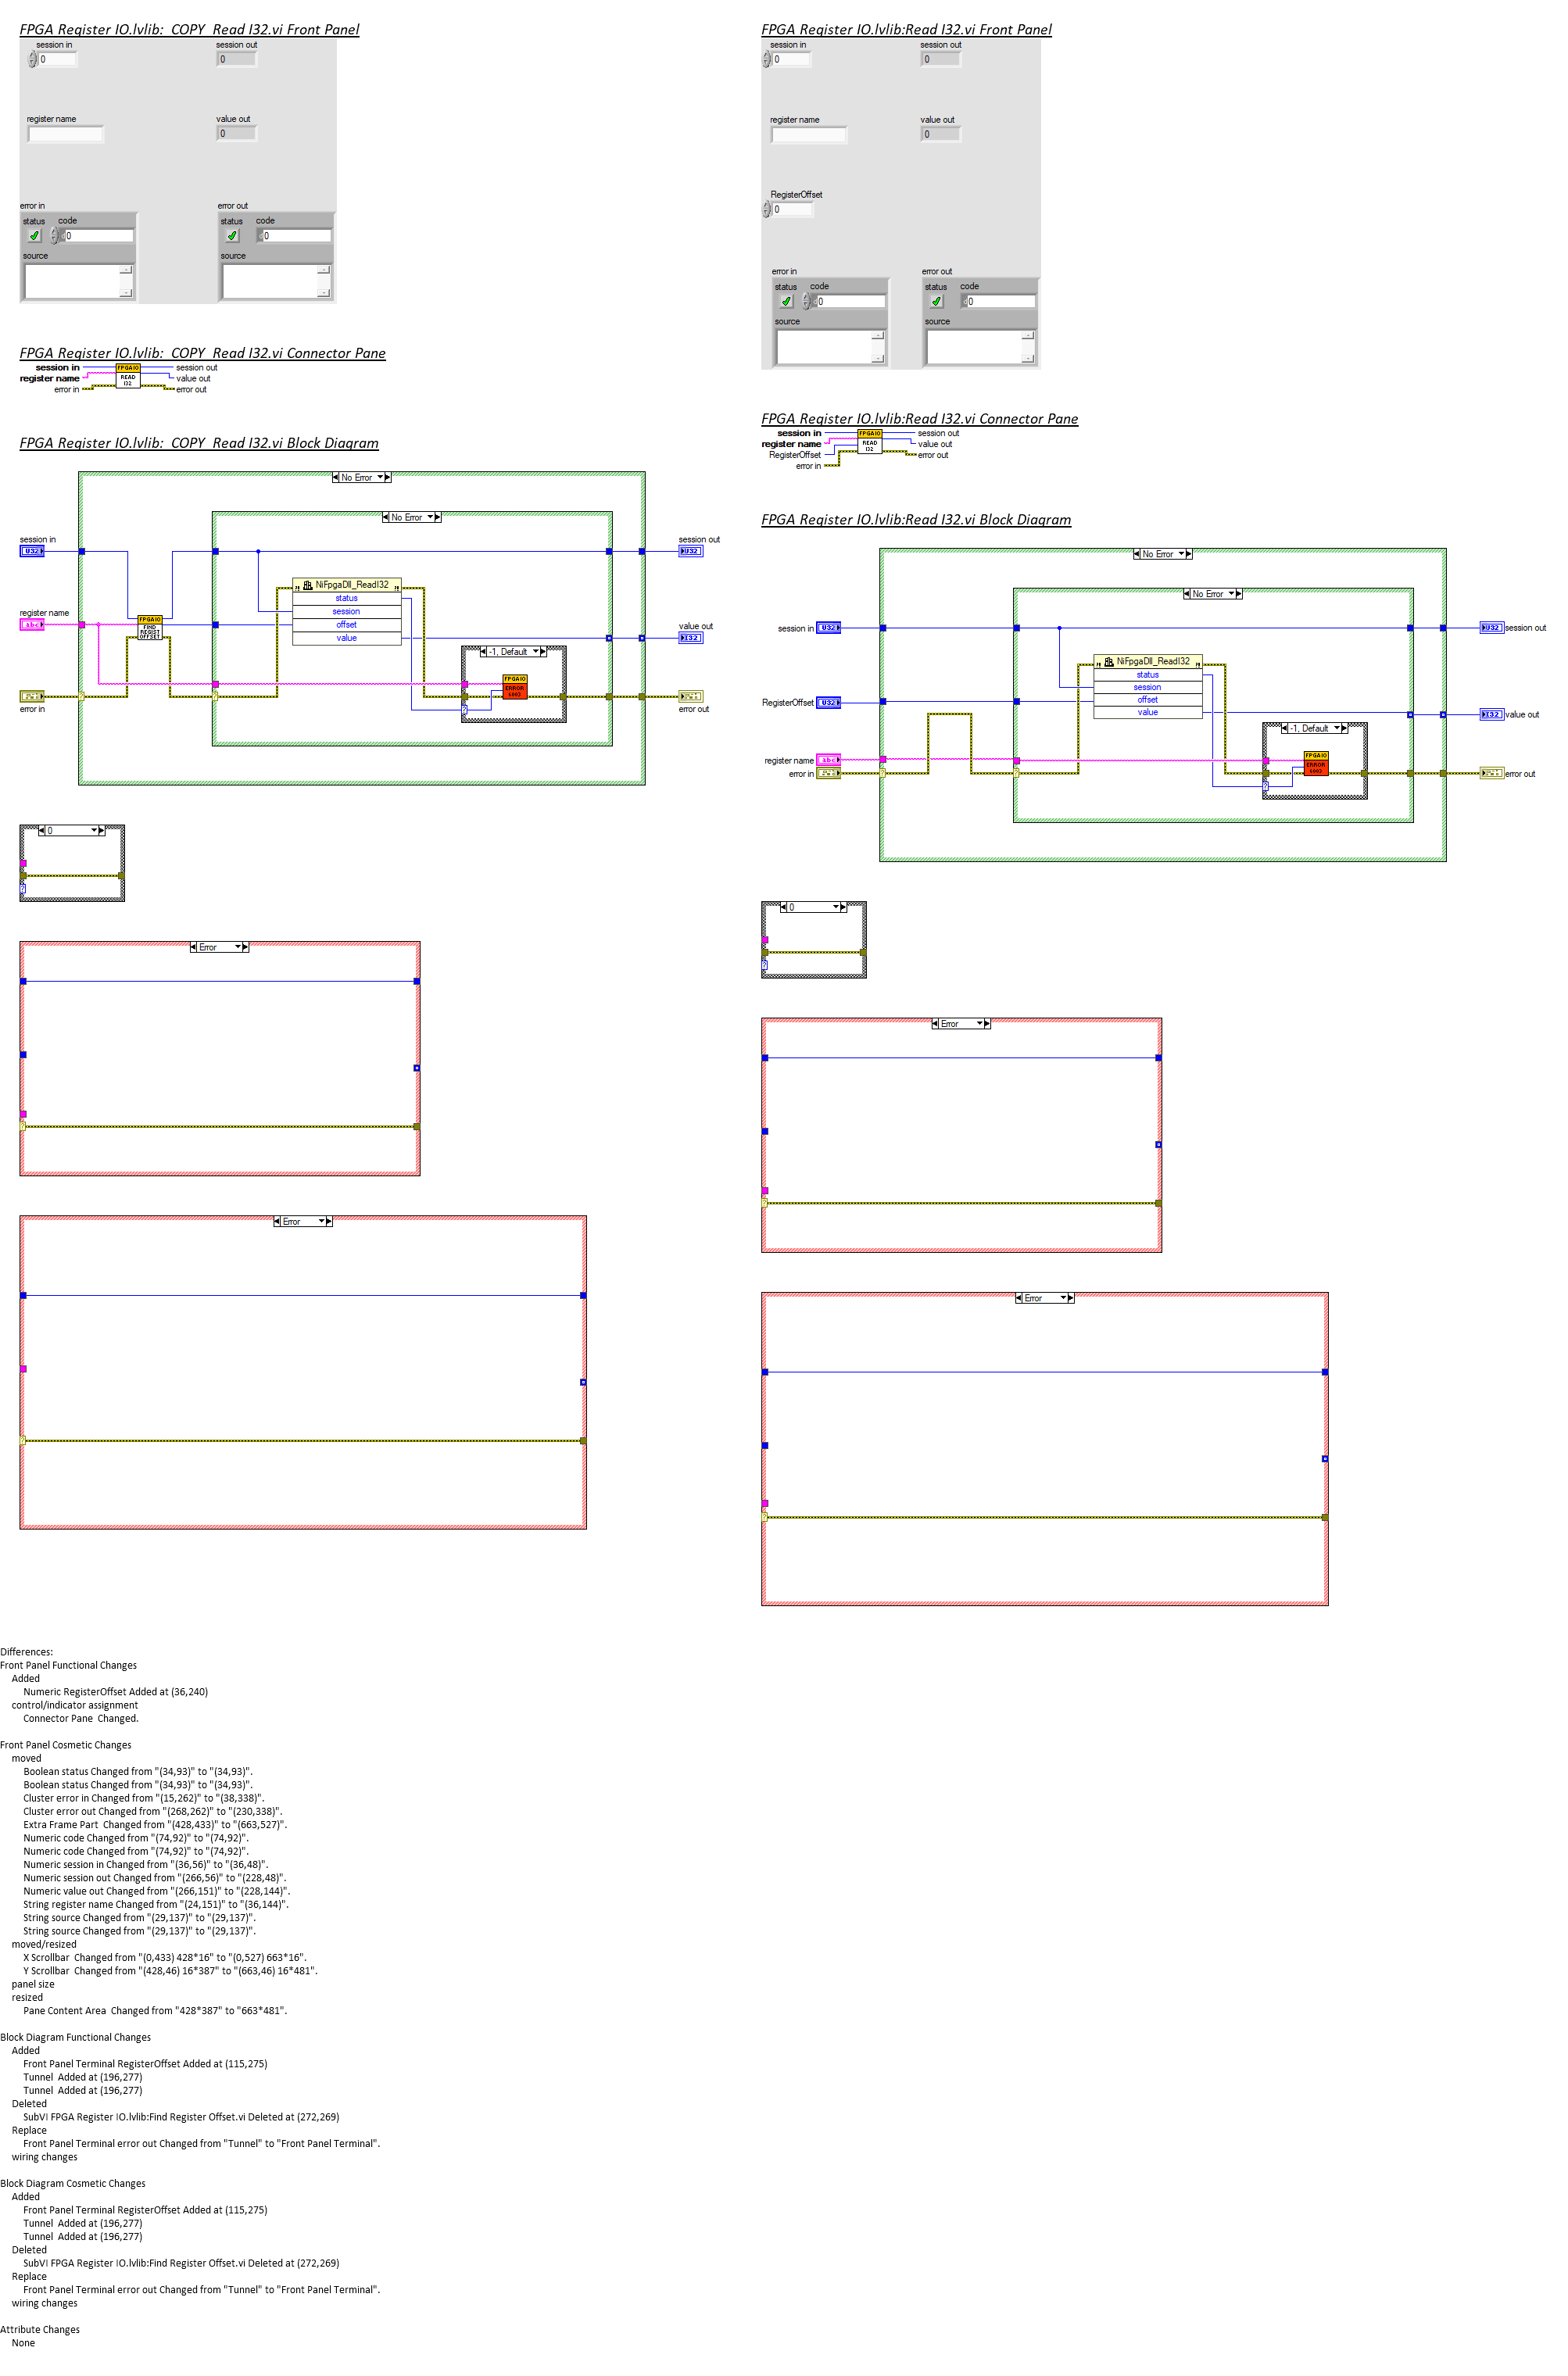 FPGA Register IO.lvlib:  COPY  Read I32.vi Front Panel
session in
0
session out
0
register name
value out
0
error in
status
code
0
source
error out
status
code
0
source
FPGA Register IO.lvlib:  COPY  Read I32.vi Connector Pane
session in
register name
error in
FPGAIO
READ
I32
session out
value out
error out
FPGA Register IO.lvlib:  COPY  Read I32.vi Block Diagram
No Error
No Error
session in
U32
session out
U32
NiFpgaDll_ReadI32
status
session
offset
value
register name
abc
FPGAIO
FIND
REGIST
OFFSET
value out
I32
-1, Default
FPGAIO
ERROR
6003
error in
error out
0
Error
Error
FPGA Register IO.lvlib:Read I32.vi Front Panel
session in
0
session out
0
register name
value out
0
RegisterOffset
0
error in
status
code
0
source
error out
status
code
0
source
FPGA Register IO.lvlib:Read I32.vi Connector Pane
session in
register name
RegisterOffset
error in
FPGAIO
READ
I32
session out
value out
error out
FPGA Register IO.lvlib:Read I32.vi Block Diagram
No Error
No Error
session in
U32
U32
session out
NiFpgaDll_ReadI32
status
session
offset
value
RegisterOffset
U32
I32
value out
-1, Default
register name
abc
FPGAIO
ERROR
6003
error in
error out
0
Error
Error
Differences:
Front Panel Functional Changes
Added
Numeric RegisterOffset Added at (36,240)
control/indicator assignment
Connector Pane  Changed.
Front Panel Cosmetic Changes
moved
Boolean status Changed from "(34,93)" to "(34,93)".
Boolean status Changed from "(34,93)" to "(34,93)".
Cluster error in Changed from "(15,262)" to "(38,338)".
Cluster error out Changed from "(268,262)" to "(230,338)".
Extra Frame Part  Changed from "(428,433)" to "(663,527)".
Numeric code Changed from "(74,92)" to "(74,92)".
Numeric code Changed from "(74,92)" to "(74,92)".
Numeric session in Changed from "(36,56)" to "(36,48)".
Numeric session out Changed from "(266,56)" to "(228,48)".
Numeric value out Changed from "(266,151)" to "(228,144)".
String register name Changed from "(24,151)" to "(36,144)".
String source Changed from "(29,137)" to "(29,137)".
String source Changed from "(29,137)" to "(29,137)".
moved/resized
X Scrollbar  Changed from "(0,433) 428*16" to "(0,527) 663*16".
Y Scrollbar  Changed from "(428,46) 16*387" to "(663,46) 16*481".
panel size
resized
Pane Content Area  Changed from "428*387" to "663*481".
Block Diagram Functional Changes
Added
Front Panel Terminal RegisterOffset Added at (115,275)
Tunnel  Added at (196,277)
Tunnel  Added at (196,277)
Deleted
SubVI FPGA Register IO.lvlib:Find Register Offset.vi Deleted at (272,269)
Replace
Front Panel Terminal error out Changed from "Tunnel" to "Front Panel Terminal".
wiring changes
Block Diagram Cosmetic Changes
Added
Front Panel Terminal RegisterOffset Added at (115,275)
Tunnel  Added at (196,277)
Tunnel  Added at (196,277)
Deleted
SubVI FPGA Register IO.lvlib:Find Register Offset.vi Deleted at (272,269)
Replace
Front Panel Terminal error out Changed from "Tunnel" to "Front Panel Terminal".
wiring changes
Attribute Changes
None